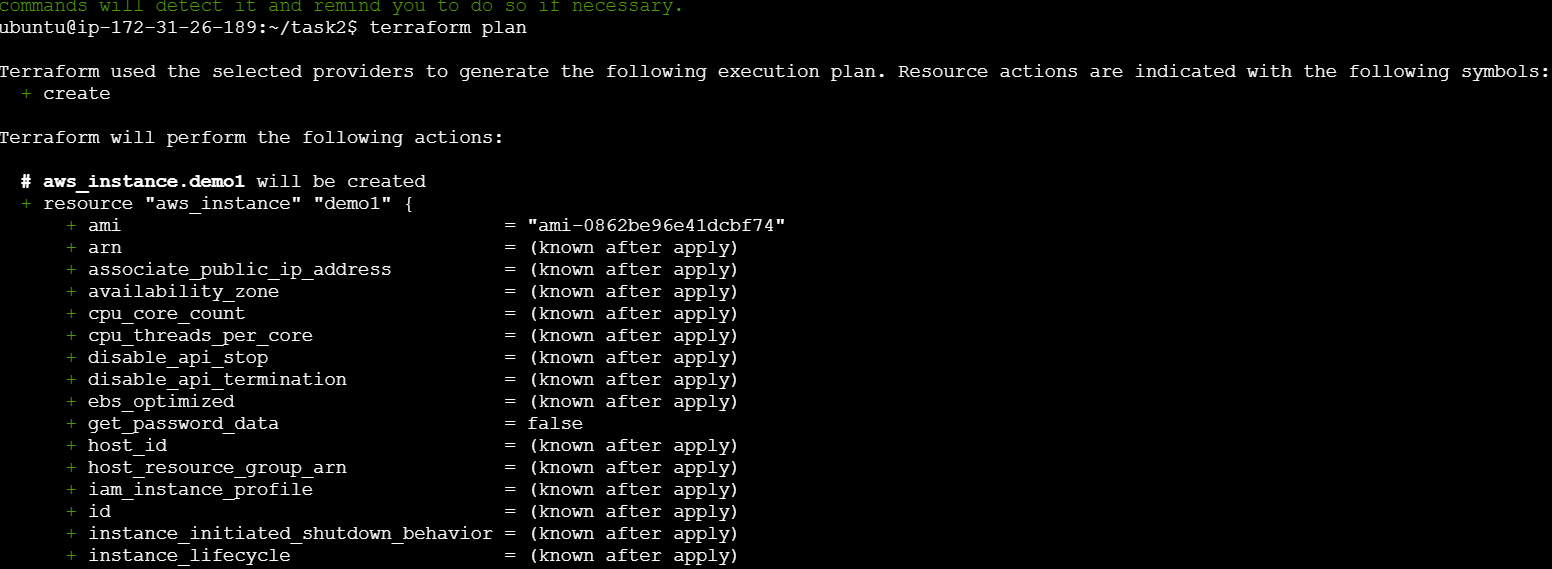 commands will detect it and remind you to do so if necessary.
ubuntu@ip-172-31-26-189:~/task2$ terraform plan
Terraform used the selected providers to generate the following execution plan. Resource actions are indicated with the following symbols:
+ create
Terraform will perform the following actions:
# aws_instance.demo1 will be created
+ resource "aws_instance" "demo1" {
+ ami = "ami-0862be96e41dcbf74"
+ arn = (known after apply)
+ associate_public_ip_address = (known after apply)
+ availability_zone = (known after apply)
+ cpu_core_count = (known after apply)
+ cpu_threads_per_core = (known after apply)
+ disable_api_stop = (known after apply)
+ disable_api_termination = (known after apply)
+ ebs_optimized = (known after apply)
+ get_password_data = false
+ host_id = (known after apply)
+ host_resource_group_arn = (known after apply)
+ iam_instance_profile = (known after apply)
+ id = (known after apply)
+ instance_initiated_shutdown_behavior = (known after apply)
+ instance_lifecycle = (known after apply)